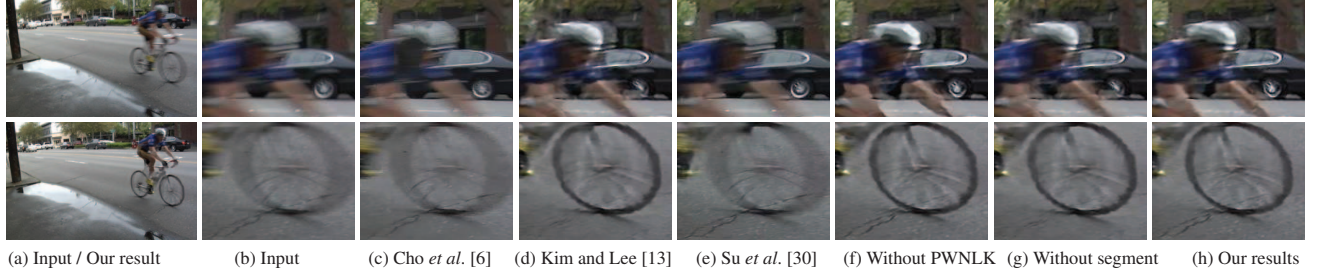 (a) Input / Our result (b) Input (c) Cho et al. [6] (d) Kim and Lee [13] (e) Su et al. [30] (f) Without PWNLK (g) Without segment (h) Our results